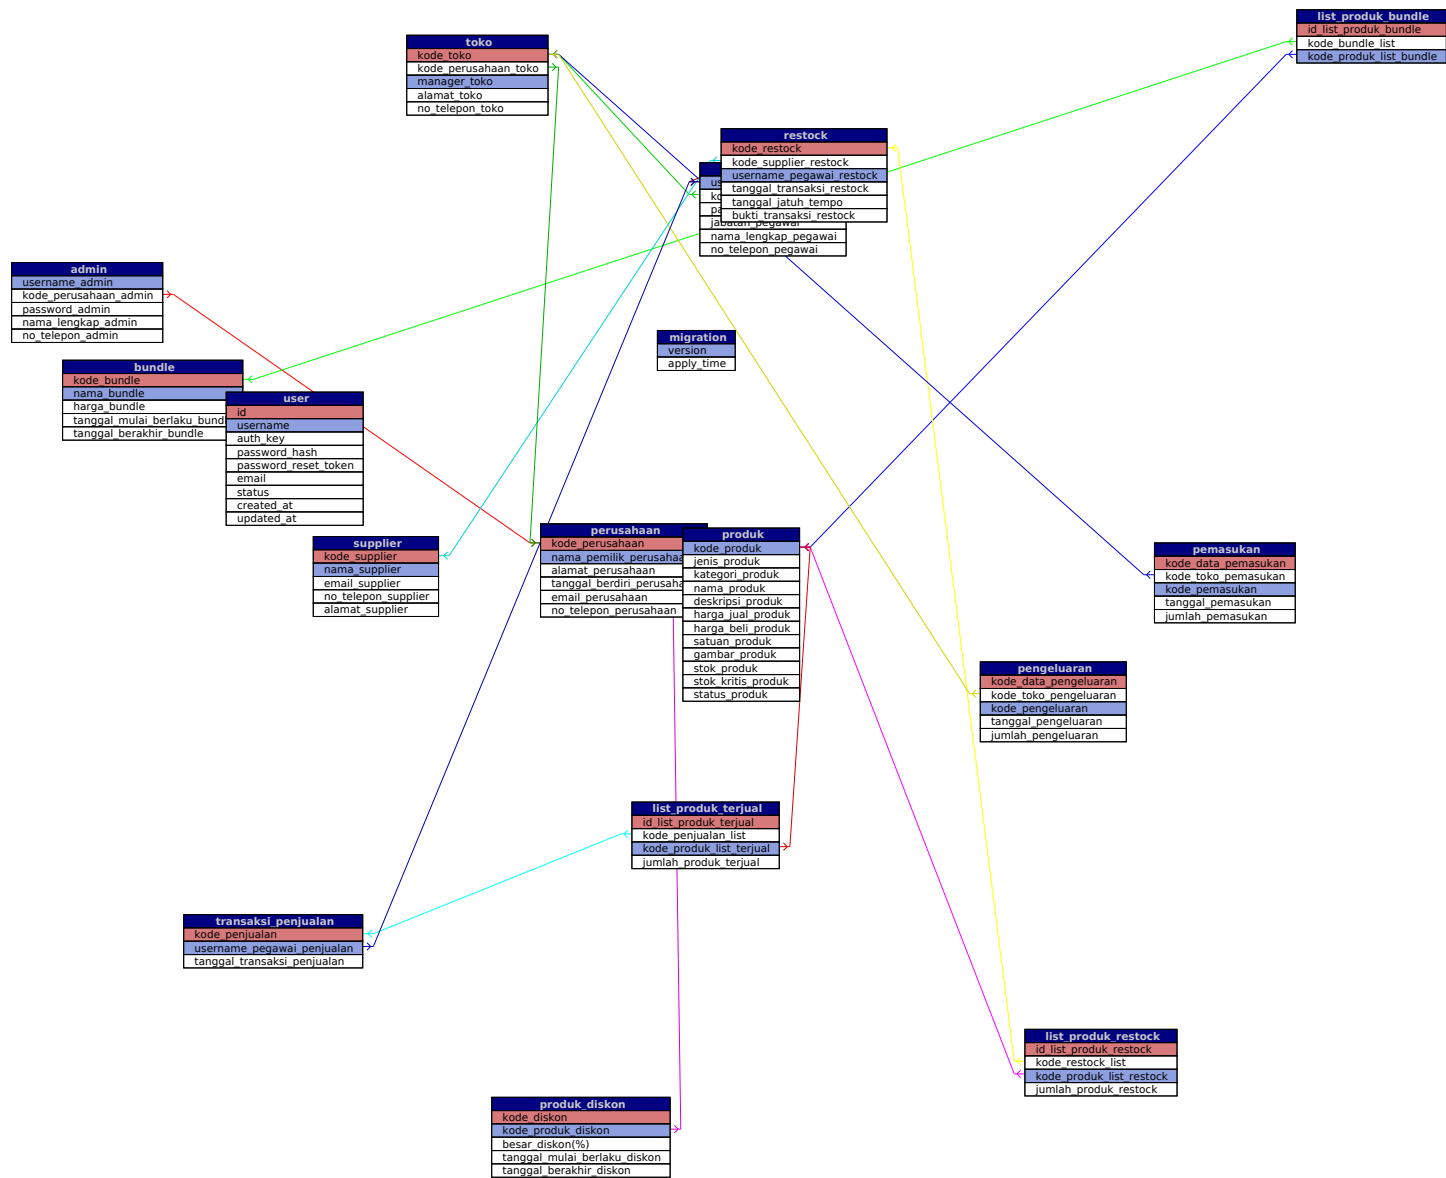 list_produk_bundle
id_list_produk_bundle
kode_bundle_list
kode_produk_list_bundle
toko
kode_toko
kode_perusahaan_toko
manager_toko
alamat_toko
no_telepon_toko
restock
kode_restock
kode_supplier_restock
username_pegawai_restock
tanggal_transaksi_restock
tanggal_jatuh_tempo
bukti_transaksi_restock
jabatan_pegawai
nama_lengkap_pegawai
no_telepon_pegawai
admin
username_admin
kode_perusahaan_admin
password_admin
nama_lengkap_admin
no_telepon_admin
migration
version
apply_time
bundle
kode_bundle
nama_bundle
harga_bundle
tanggal_mulai_berlaku_bundl
tanggal_berakhir_bundle
user
id
username
auth_key
password_hash
password_reset_token
email
status
created_at
updated_at
supplier
kode_supplier
nama_supplier
email_supplier
no_telepon_supplier
alamat_supplier
perusahaan
kode_perusahaan
nama_pemilik_perusahaa
alamat_perusahaan
tanggal_berdiri_perusaha
email_perusahaan
no_telepon_perusahaan
produk
kode_produk
jenis_produk
kategori_produk
nama_produk
deskripsi_produk
harga_jual_produk
harga_beli_produk
satuan_produk
gambar_produk
stok_produk
stok_kritis_produk
status_produk
pemasukan
kode_data_pemasukan
kode_toko_pemasukan
kode_pemasukan
tanggal_pemasukan
jumlah_pemasukan
pengeluaran
kode_data_pengeluaran
kode_toko_pengeluaran
kode_pengeluaran
tanggal_pengeluaran
jumlah_pengeluaran
list_produk_terjual
id_list_produk_terjual
kode_penjualan_list
kode_produk_list_terjual
jumlah_produk_terjual
transaksi_penjualan
kode_penjualan
username_pegawai_penjualan
tanggal_transaksi_penjualan
list_produk_restock
id_list_produk_restock
kode_restock_list
kode_produk_list_restock
jumlah_produk_restock
produk_diskon
kode_diskon
kode_produk_diskon
besar_diskon(%)
tanggal_mulai_berlaku_diskon
tanggal_berakhir_diskon